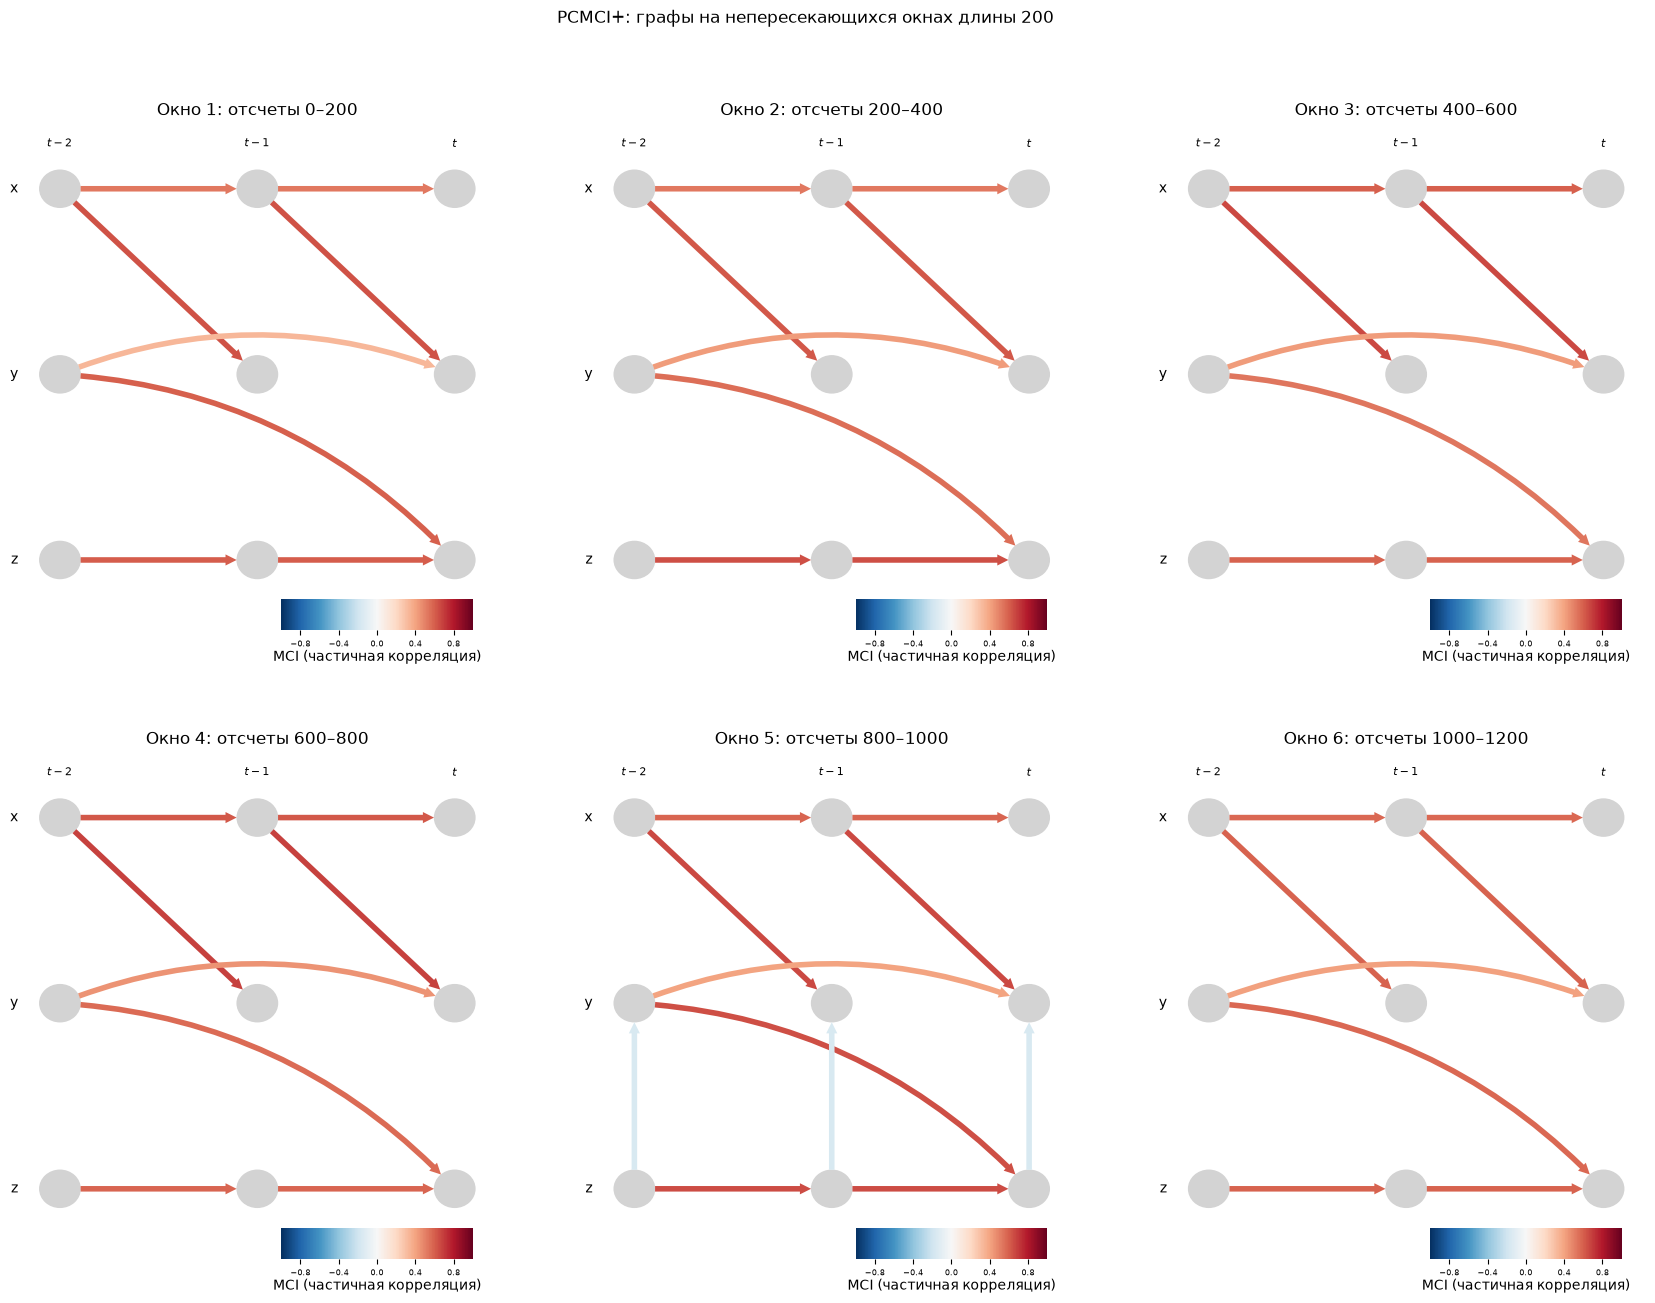 PCMCI+: графы на непересекающихся окнах длины 200
Окно 1: отсчеты 0–200
t − 2 t − 1 t
x
y
z
−0.8 −0.4 0.0 0.4 0.8
MCI (частичная корреляция)
Окно 2: отсчеты 200–400
t − 2 t − 1 t
x
y
z
−0.8 −0.4 0.0 0.4 0.8
MCI (частичная корреляция)
Окно 3: отсчеты 400–600
t − 2 t − 1 t
x
y
z
−0.8 −0.4 0.0 0.4 0.8
MCI (частичная корреляция)
Окно 4: отсчеты 600–800
t − 2 t − 1 t
x
y
z
−0.8 −0.4 0.0 0.4 0.8
MCI (частичная корреляция)
Окно 5: отсчеты 800–1000
t − 2 t − 1 t
x
y
z
−0.8 −0.4 0.0 0.4 0.8
MCI (частичная корреляция)
Окно 6: отсчеты 1000–1200
t − 2 t − 1 t
x
y
z
−0.8 −0.4 0.0 0.4 0.8
MCI (частичная корреляция)